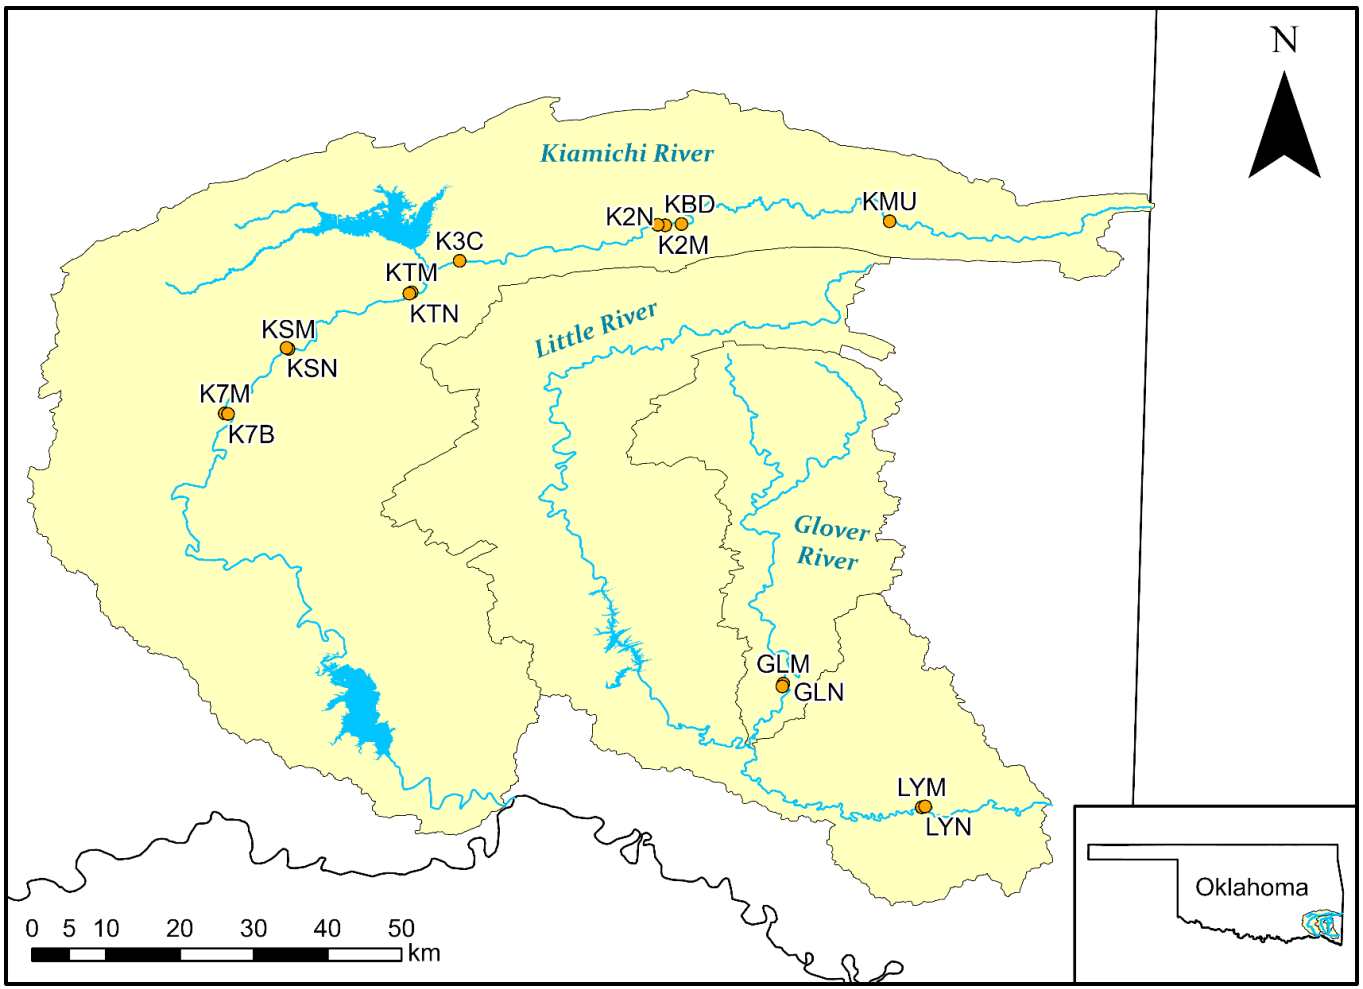 N
Kiamichi River
KMU
K2N
KBD
K2M
K3C
KTM
KTN
Little River
KSM
KSN
K7M
K7B
Glover
River
GLM
GLN
LYM
LYN
Oklahoma
0 5 10 20 30 40 50
km